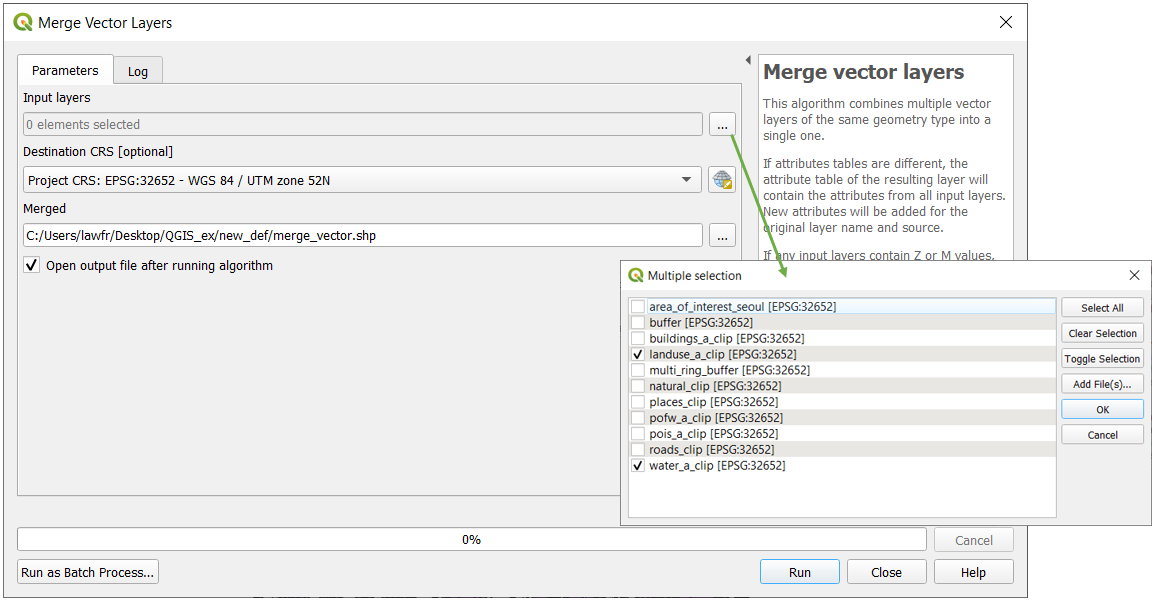 Merge Vector Layers
Parameters
Log
Input layers
0 elements selected
...
Destination CRS [optional]
Project CRS: EPSG:32652 - WGS 84 / UTM zone 52N
Merged
C:/Users/lawfr/Desktop/QGIS_ex/new_def/merge_vector.shp
...
Open output file after running algorithm
Merge vector layers
This algorithm combines multiple vector
layers of the same geometry type into a
single one.
If attributes tables are different, the
attribute table of the resulting layer will
contain the attributes from all input layers.
New attributes will be added for the
original layer name and source.
If any input layers contain Z or M values,
Multiple selection
area_of_interest_seoul [EPSG:32652]
buffer [EPSG:32652]
buildings_a_clip [EPSG:32652]
landuse_a_clip [EPSG:32652]
multi_ring_buffer [EPSG:32652]
natural_clip [EPSG:32652]
places_clip [EPSG:32652]
pofw_a_clip [EPSG:32652]
pois_a_clip [EPSG:32652]
roads_clip [EPSG:32652]
water_a_clip [EPSG:32652]
Select All
Clear Selection
Toggle Selection
Add File(s)...
OK
Cancel
0%
Cancel
Run as Batch Process...
Run
Close
Help